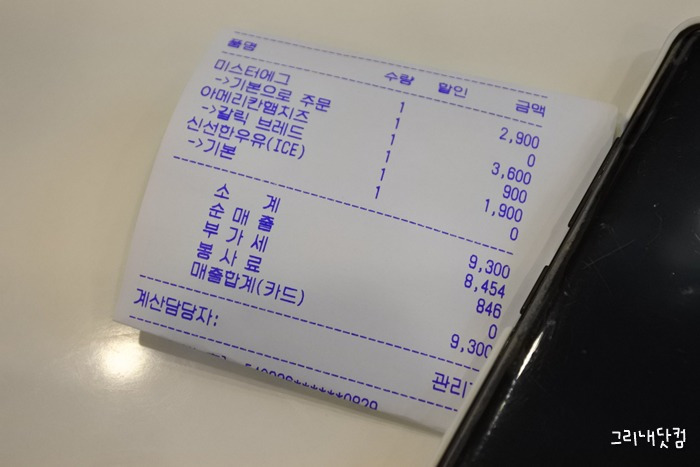 품명 수량 할인 금액
미스터에그 1 2,900
->기본으로 주문 1 0
아메리칸햄치즈 1 3,600
->갈릭 브레드 1 900
신선한우유(ICE) 1 1,900
->기본 1 0
소 계 9,300
순 매 출 8,454
부 가 세 846
봉 사 료 0
매출합계(카드) 9,300
계산담당자: 관리
그리내닷컴